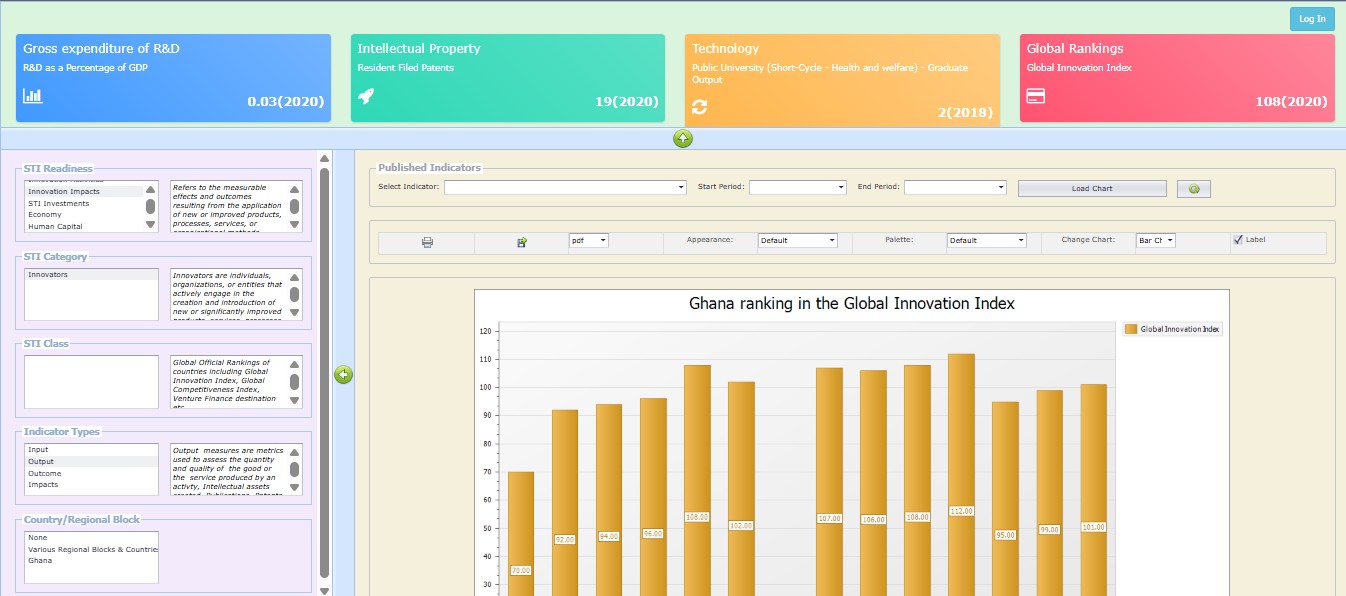 Log In
Gross expenditure of R&D
R&D as a Percentage of GDP
0.03(2020)
Intellectual Property
Resident Filed Patents
19(2020)
Technology
Public University (Short-Cycle - Health and welfare) - Graduate
Output
2(2018)
Global Rankings
Global Innovation Index
108(2020)
STI Readiness
Innovation Impacts
STI Investments
Economy
Human Capital
Refers to the measurable
effects and outcomes
resulting from the application
of new or improved products,
processes, services, or
STI Category
Innovators
Innovators are individuals,
organizations, or entities that
actively engage in the
creation and introduction of
new or significantly improved
STI Class
Global Official Rankings of
countries including Global
Innovation Index, Global
Competitiveness Index,
Venture Finance destination
etc
Indicator Types
Input
Output
Outcome
Impacts
Output measures are metrics
used to assess the quantity
and quality of the good or
the service produced by an
activty, Intellectual assets
Country/Regional Block
None
Various Regional Blocks & Countries
Ghana
Published Indicators
Select Indicator:
Start Period:
End Period:
Load Chart
pdf
Appearance:
Default
Palette:
Default
Change Chart:
Bar Ch
Label
Ghana ranking in the Global Innovation Index
Global Innovation Index
120
110
100
90
80
70
60
50
40
30
70.00
92.00
94.00
96.00
108.00
102.00
107.00
106.00
108.00
112.00
95.00
99.00
101.00